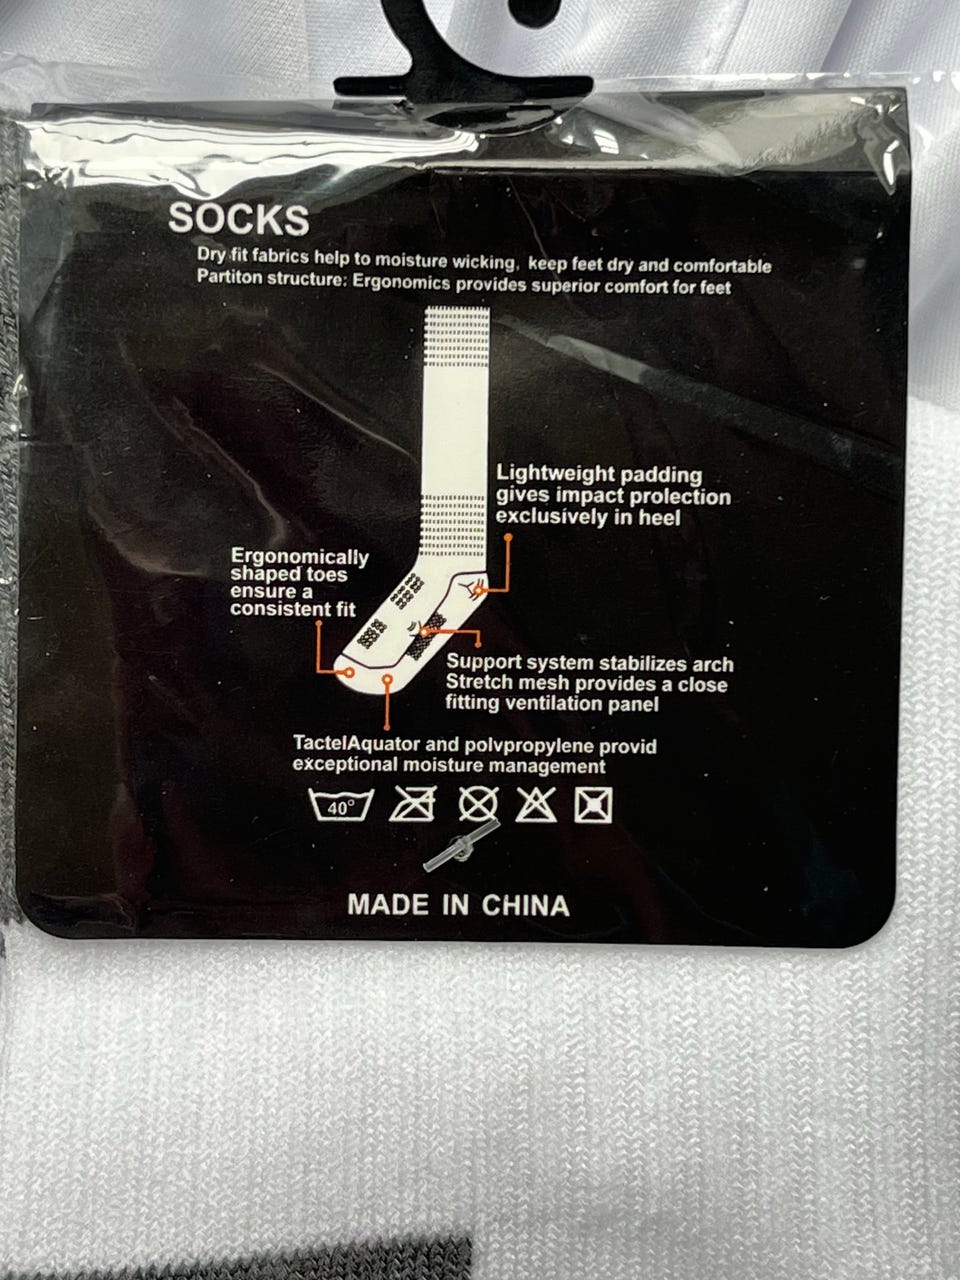 SOCKS
Dry fit fabrics help to moisture wicking, keep feet dry and comfortable
Partiton structure: Ergonomics provides superior comfort for feet
Lightweight padding
gives impact prolection
exclusively in heel
Ergonomically
shaped toes
ensure a
consistent fit
Support system stabilizes arch
Stretch mesh provides a close
fitting ventilation panel
TactelAquator and polvpropylene provid
exceptional moisture management
40°
MADE IN CHINA